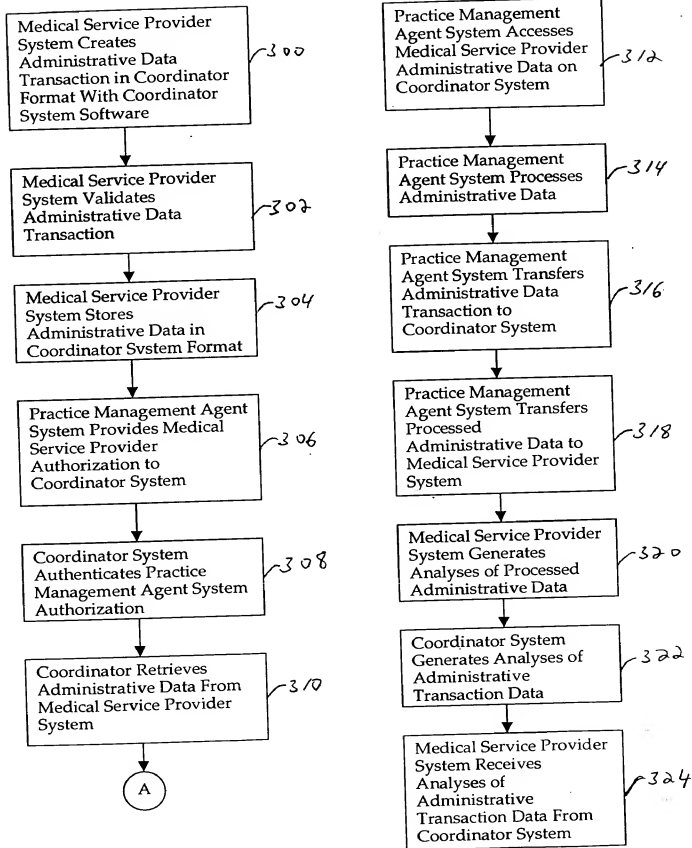 Medical Service Provider
System Creates
Administrative Data
Transaction in Coordinator
Format With Coordinator
System Software
300
Medical Service Provider
System Validates
Administrative Data
Transaction
302
Medical Service Provider
System Stores
Administrative Data in
Coordinator System Format
304
Practice Management Agent
System Provides Medical
Service Provider
Authorization to
Coordinator System
306
Coordinator System
Authenticates Practice
Management Agent System
Authorization
308
Coordinator Retrieves
Administrative Data From
Medical Service Provider
System
310
A
Practice Management
Agent System Accesses
Medical Service Provider
Administrative Data on
Coordinator System
312
Practice Management
Agent System Processes
Administrative Data
314
Practice Management
Agent System Transfers
Administrative Data
Transaction to
Coordinator System
316
Practice Management
Agent System Transfers
Processed
Administrative Data to
Medical Service Provider
System
318
Medical Service Provider
System Generates
Analyses of Processed
Administrative Data
320
Coordinator System
Generates Analyses of
Administrative
Transaction Data
322
Medical Service Provider
System Receives
Analyses of
Administrative
Transaction Data From
Coordinator System
324